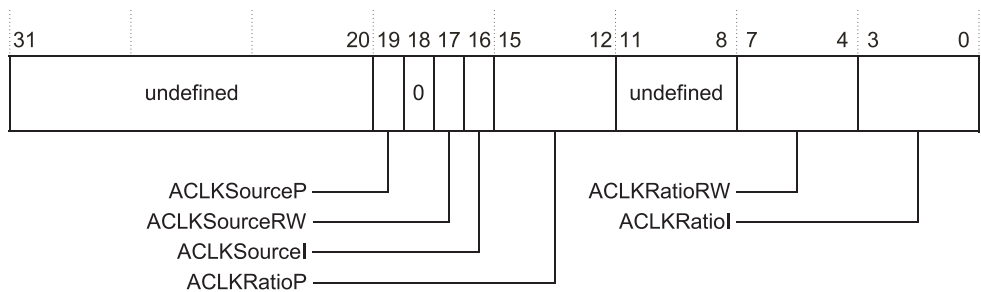 31 20 19 18 17 16 15 12 11 8 7 4 3 0
undefined 0 undefined
ACLKSourceP ACLKRatioRW
ACLKSourceRW ACLKRatioI
ACLKSourceI
ACLKRatioP